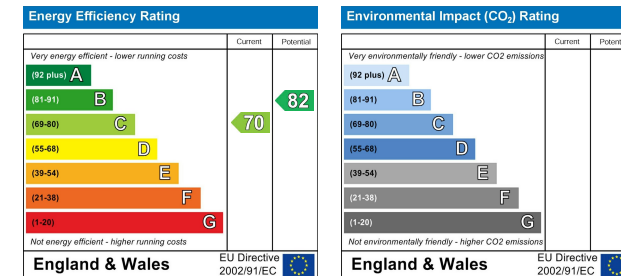 Energy Efficiency Rating
Current Potential
Very energy efficient - lower running costs
(92 plus) A
(81-91) B
82
(69-80) C
70
(55-68) D
(39-54) E
(21-38) F
(1-20) G
Not energy efficient - higher running costs
England & Wales
EU Directive
2002/91/EC
Environmental Impact (CO₂) Rating
Current Potent
Very environmentally friendly - lower CO2 emissions
(92 plus) A
(81-91) B
(69-80) C
(55-68) D
(39-54) E
(21-38) F
(1-20) G
Not environmentally friendly - higher CO2 emissions
England & Wales
EU Directive
2002/91/EC